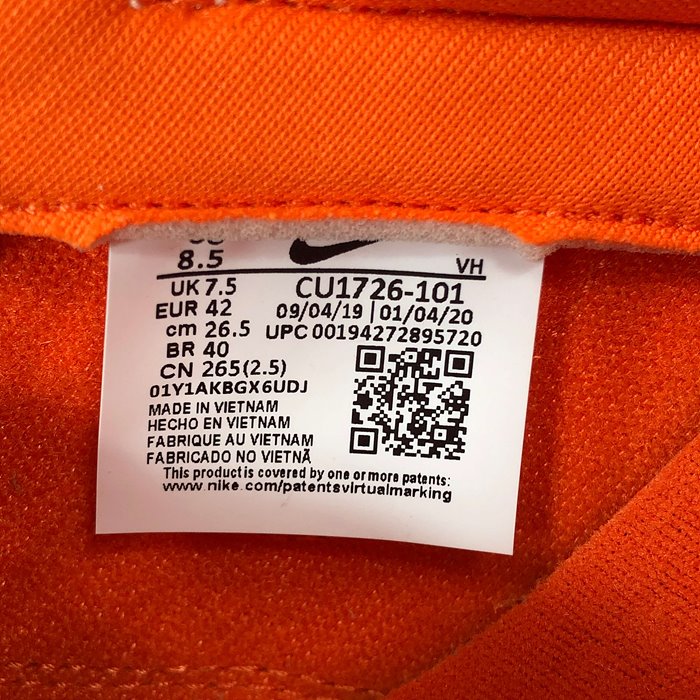 8.5
VH
UK 7.5
CU1726-101
EUR 42
09/04/19 | 01/04/20
cm 26.5
UPC 00194272895720
BR 40
CN 265(2.5)
01Y1AKBGX6UDJ
MADE IN VIETNAM
HECHO EN VIETNAM
FABRIQUE AU VIETNAM
FABRICADO NO VIETNÃ
This product is covered by one or more patents:
www.nike.com/patentsvirtualmarking